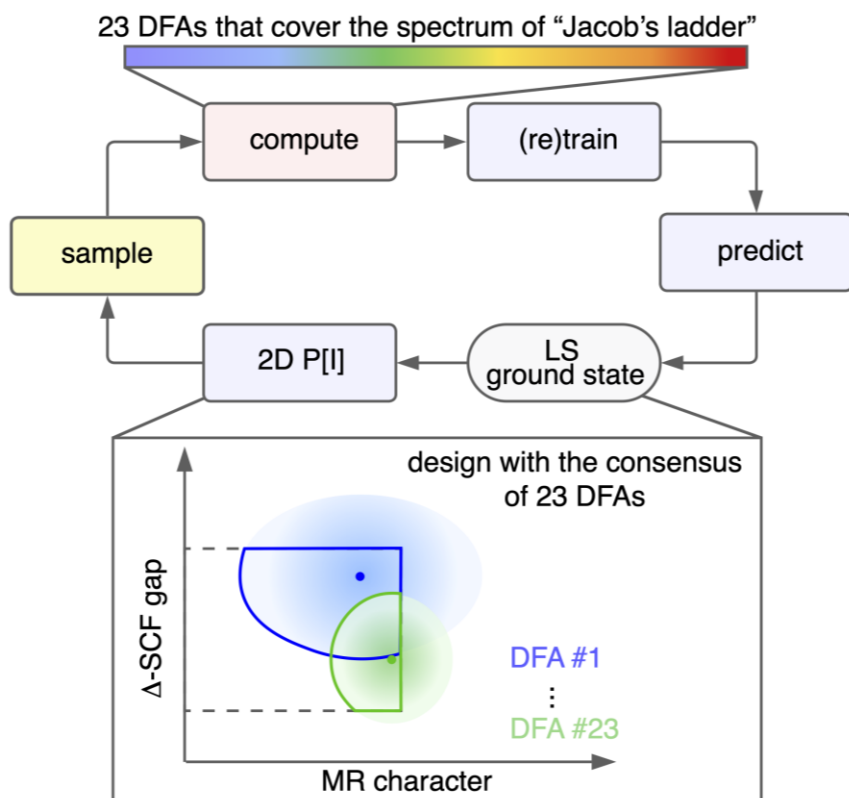 23 DFAs that cover the spectrum of “Jacob’s ladder”
compute
(re)train
sample
predict
2D P[I]
LS
ground state
design with the consensus
of 23 DFAs
Δ-SCF gap
DFA #1
⋮
DFA #23
MR character